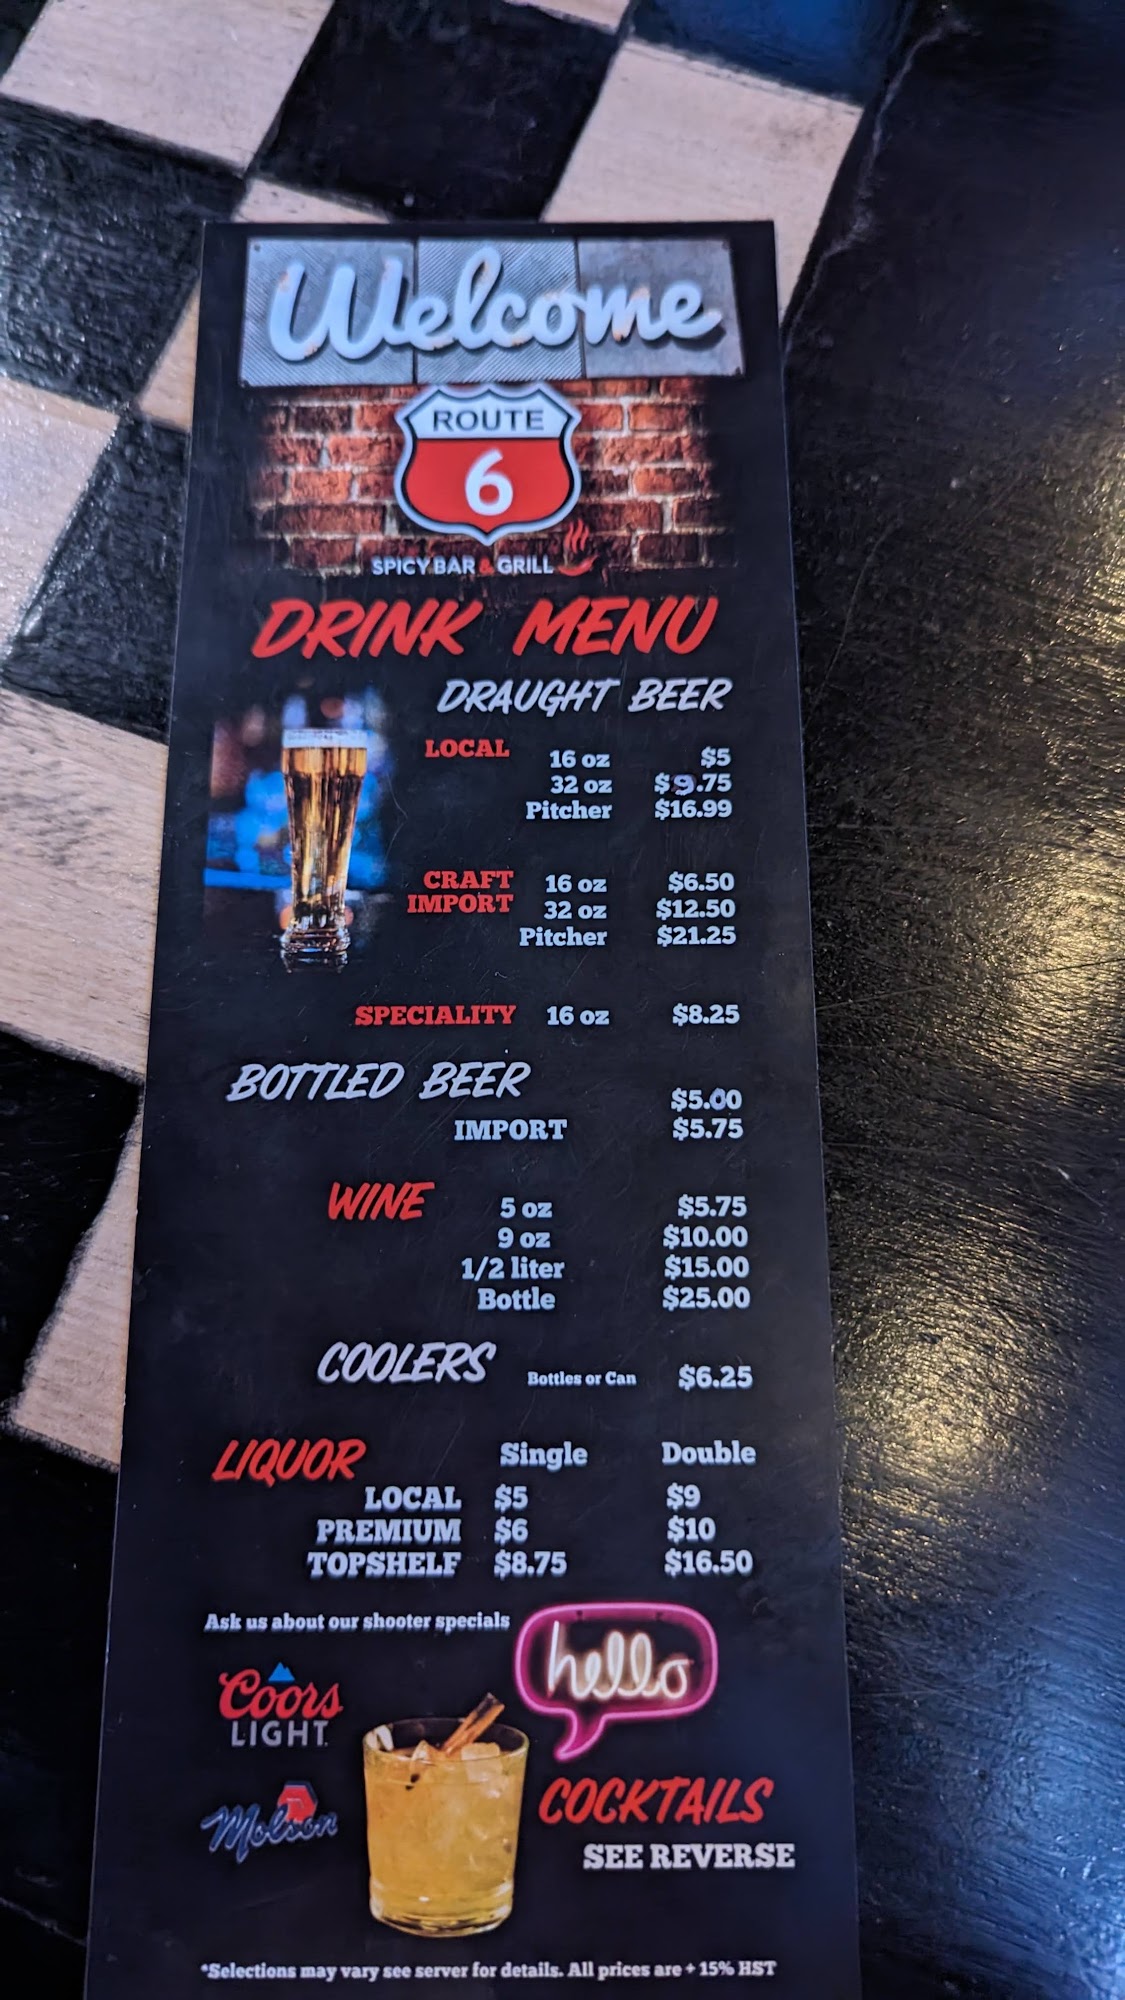 Welcome
ROUTE
6
SPICY BAR & GRILL
DRINK MENU
DRAUGHT BEER
LOCAL 16 oz $5
32 oz $9.75
Pitcher $16.99
CRAFT 16 oz $6.50
IMPORT 32 oz $12.50
Pitcher $21.25
SPECIALITY 16 oz $8.25
BOTTLED BEER $5.00
IMPORT $5.75
WINE 5 oz $5.75
9 oz $10.00
1/2 liter $15.00
Bottle $25.00
COOLERS Bottles or Can $6.25
LIQUOR Single Double
LOCAL $5 $9
PREMIUM $6 $10
TOPSHELF $8.75 $16.50
Ask us about our shooter specials
hello
Coors
LIGHT
Molson
COCKTAILS
SEE REVERSE
*Selections may vary see server for details. All prices are + 15% HST